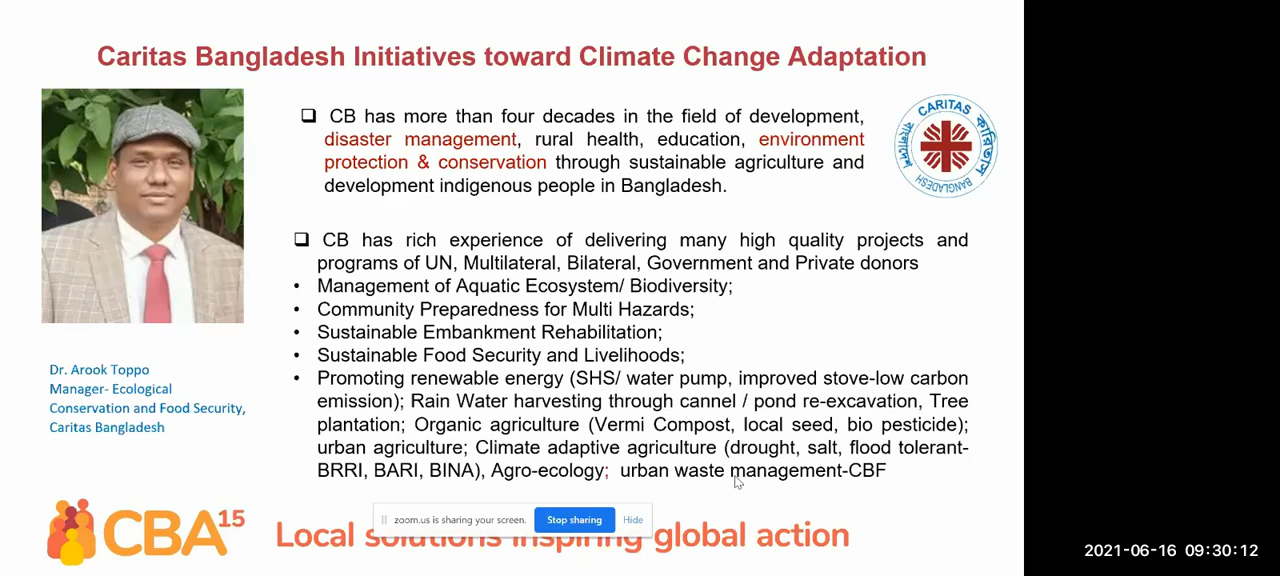 Caritas Bangladesh Initiatives toward Climate Change Adaptation
❑ CB has more than four decades in the field of development,
disaster management, rural health, education, environment
protection & conservation through sustainable agriculture and
development indigenous people in Bangladesh.
CARITAS
বাংলাদেশ
কারিতাস
BANGLADESH
❑ CB has rich experience of delivering many high quality projects and
programs of UN, Multilateral, Bilateral, Government and Private donors
• Management of Aquatic Ecosystem/ Biodiversity;
• Community Preparedness for Multi Hazards;
• Sustainable Embankment Rehabilitation;
• Sustainable Food Security and Livelihoods;
• Promoting renewable energy (SHS/ water pump, improved stove-low carbon
emission); Rain Water harvesting through cannel / pond re-excavation, Tree
plantation; Organic agriculture (Vermi Compost, local seed, bio pesticide);
urban agriculture; Climate adaptive agriculture (drought, salt, flood tolerant-
BRRI, BARI, BINA), Agro-ecology; urban waste management-CBF
Dr. Arook Toppo
Manager- Ecological
Conservation and Food Security,
Caritas Bangladesh
CBA15
Local solutions inspiring global action
zoom.us is sharing your screen.
Stop sharing
Hide
2021-06-16 09:30:12